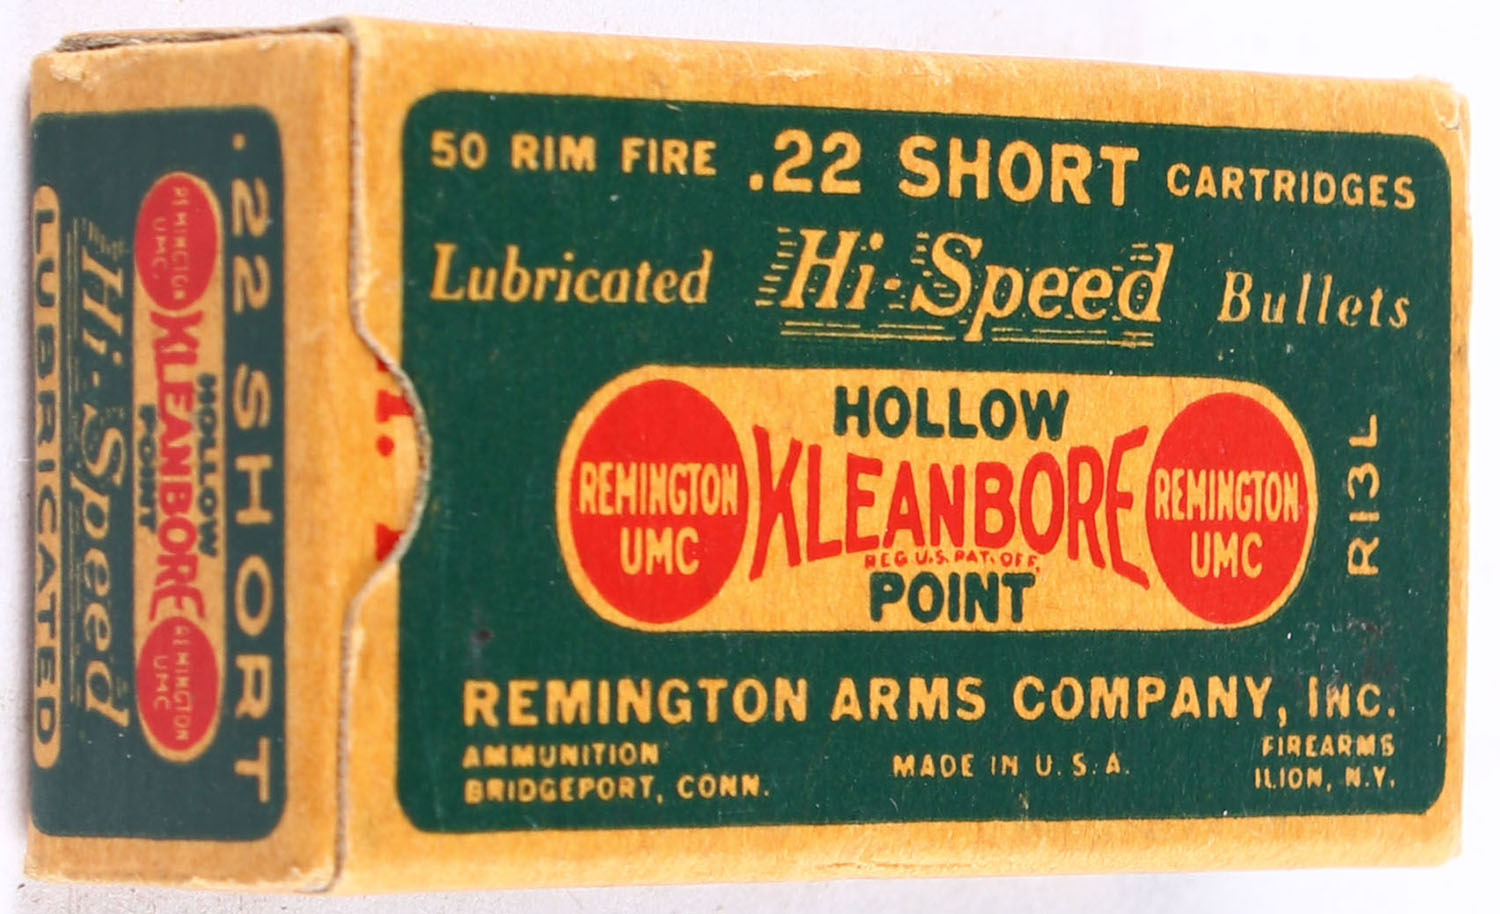 50 RIM FIRE .22 SHORT CARTRIDGES
Lubricated Hi-Speed Bullets
HOLLOW
REMINGTON UMC
KLEANBORE
REMINGTON UMC
REG. U.S. PAT. OFF.
POINT
R13L
REMINGTON ARMS COMPANY, INC.
AMMUNITION
BRIDGEPORT, CONN.
MADE IN U.S.A.
FIREARMS
ILION, N.Y.
.22 SHORT
HOLLOW
REMINGTON UMC.
KLEANBORE
REMINGTON UMC
POINT
Hi-Speed
LUBRICATED